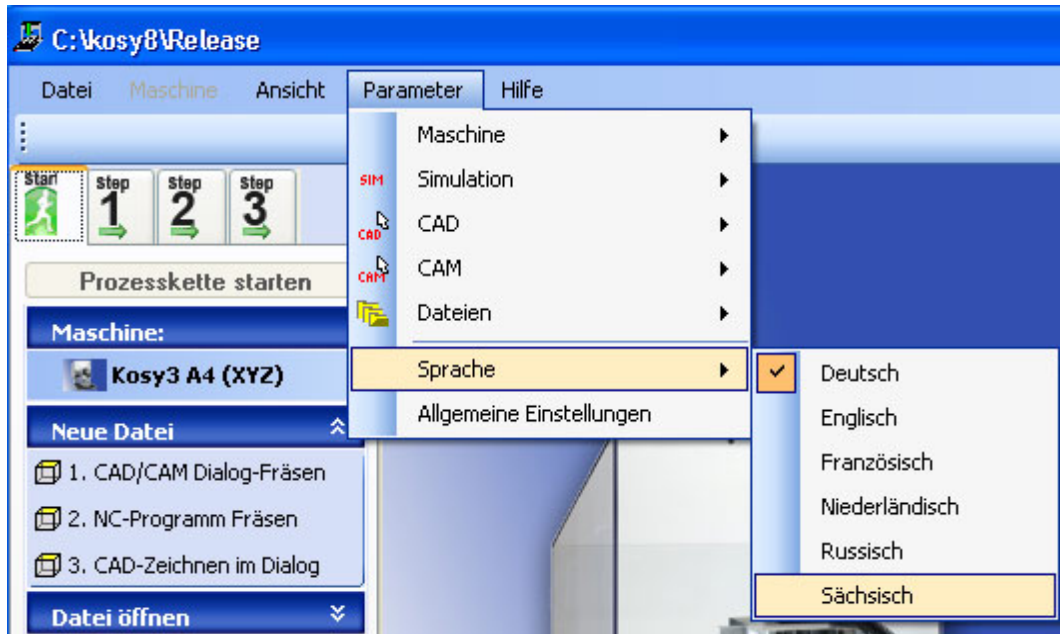 C:\kosy8\Release
Datei Maschine Ansicht Parameter Hilfe
Maschine
SIM Simulation
CAD CAD
CAM CAM
Dateien
Sprache
Allgemeine Einstellungen
Deutsch
Englisch
Französisch
Niederländisch
Russisch
Sächsisch
Start Step 1 Step 2 Step 3
Prozesskette starten
Maschine:
Kosy3 A4 (XYZ)
Neue Datei
1. CAD/CAM Dialog-Fräsen
2. NC-Programm Fräsen
3. CAD-Zeichnen im Dialog
Datei öffnen